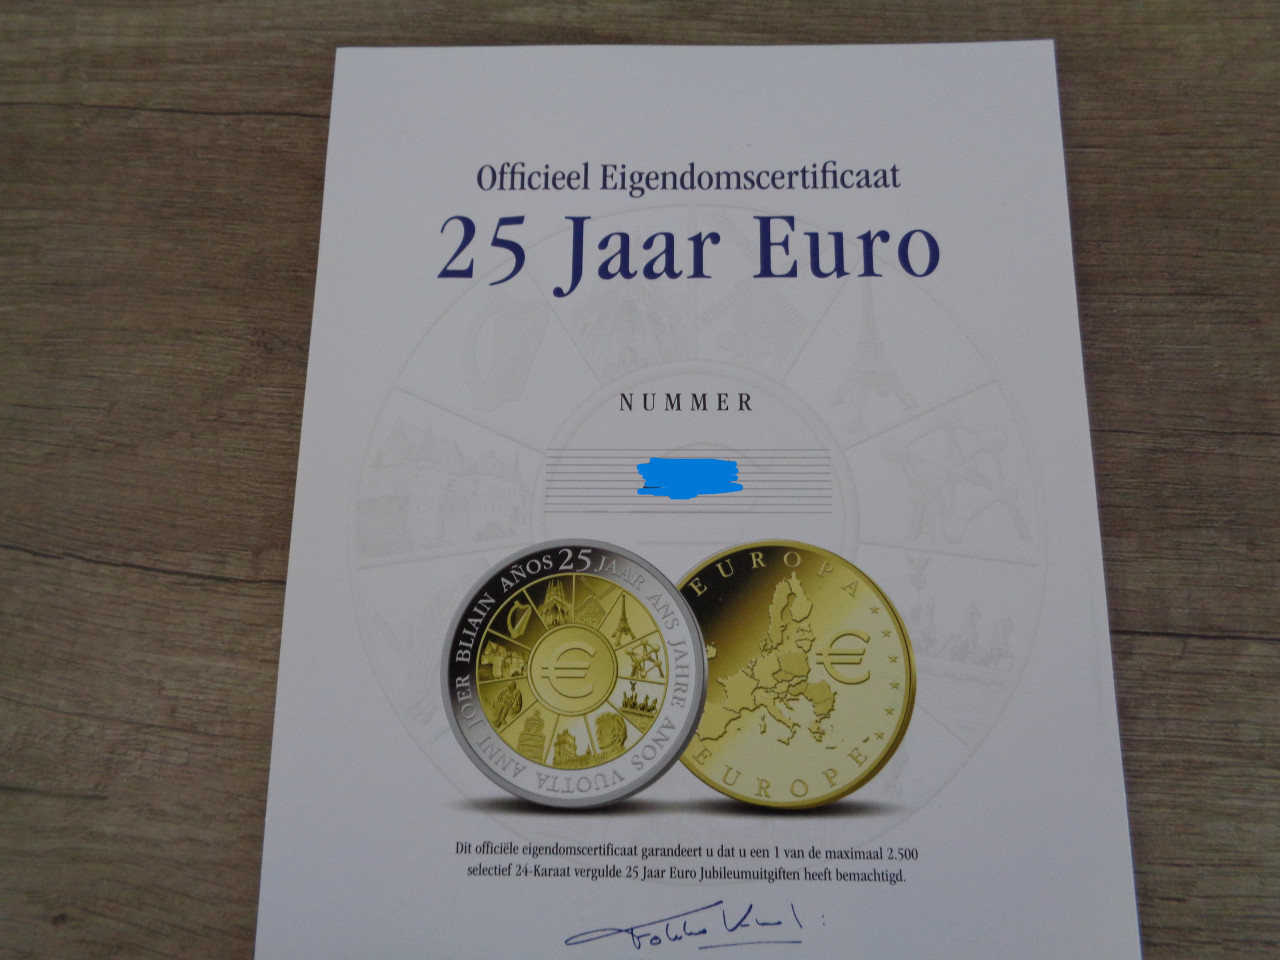 Officieel Eigendomscertificaat
25 Jaar Euro
NUMMER
25 JAAR ANS JAHRE ANOS VUOTTA ANNI JOER BLIAIN AÑOS
€
EUROPA
€
EUROPE
Dit officiële eigendomscertificaat garandeert u dat u een 1 van de maximaal 2.500
selectief 24-Karaat vergulde 25 Jaar Euro Jubileumuitgiften heeft bemachtigd.